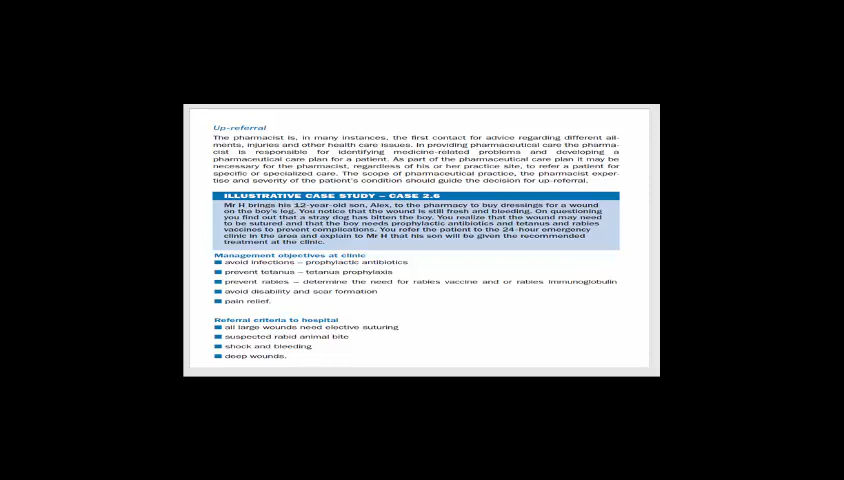 Up-referral
The pharmacist is, in many instances, the first contact for advice regarding different ail-
ments, injuries and other health care issues. In providing pharmaceutical care the pharma-
cist is responsible for identifying medicine-related problems and developing a
pharmaceutical care plan for a patient. As part of the pharmaceutical care plan it may be
necessary for the pharmacist, regardless of his or her practice site, to refer a patient for
specific or specialized care. The scope of pharmaceutical practice, the pharmacist exper-
tise and severity of the patient's condition should guide the decision for up-referral.
ILLUSTRATIVE CASE STUDY – CASE 2.6
Mr H brings his 12-year-old son, Alex, to the pharmacy to buy dressings for a wound
on the boy's leg. You notice that the wound is still fresh and bleeding. On questioning
you find out that a stray dog has bitten the boy. You realize that the wound may need
to be sutured and that the boy needs prophylactic antibiotics and tetanus and rabies
vaccines to prevent complications. You refer the patient to the 24-hour emergency
clinic in the area and explain to Mr H that his son will be given the recommended
treatment at the clinic.
Management objectives at clinic
■ avoid infections – prophylactic antibiotics
■ prevent tetanus – tetanus prophylaxis
■ prevent rabies – determine the need for rabies vaccine and or rabies immunoglobulin
■ avoid disability and scar formation
■ pain relief.
Referral criteria to hospital
■ all large wounds need elective suturing
■ suspected rabid animal bite
■ shock and bleeding
■ deep wounds.